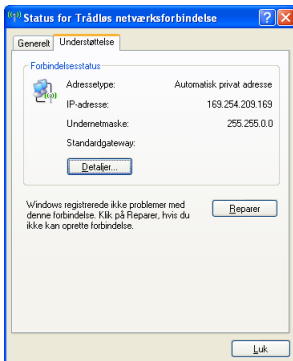 Status for Trådløs netværksforbindelse
Generelt Understøttelse
Forbindelsesstatus
Adressetype: Automatisk privat adresse
IP-adresse: 169.254.209.169
Undernetmaske: 255.255.0.0
Standardgateway:
Detaljer...
Windows registrerede ikke problemer med
denne forbindelse. Klik på Reparer, hvis du
ikke kan oprette forbindelse.
Reparer
Luk